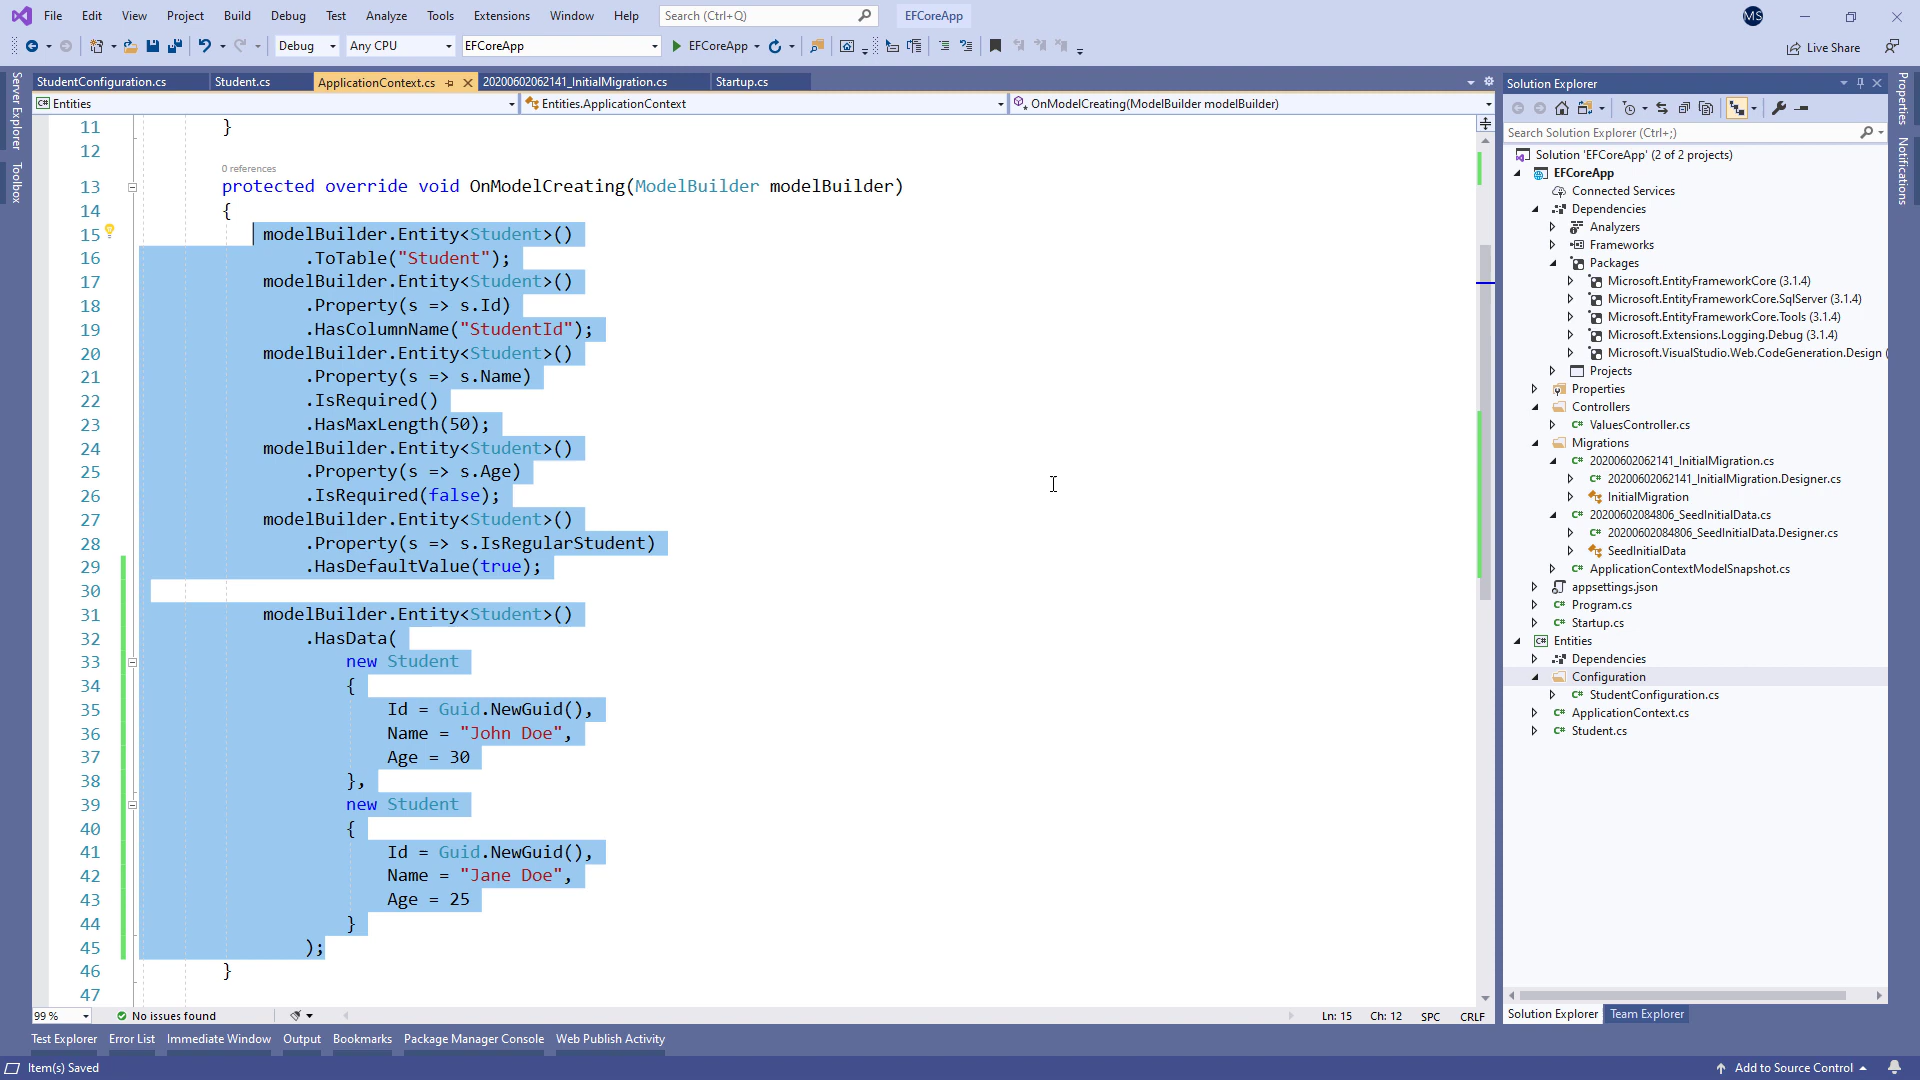 File Edit View Project Build Debug Test Analyze Tools Extensions Window Help Search (Ctrl+Q) EFCoreApp MS
Debug Any CPU EFCoreApp EFCoreApp Live Share
StudentConfiguration.cs Student.cs ApplicationContext.cs 20200602062141_InitialMigration.cs Startup.cs
Entities Entities.ApplicationContext OnModelCreating(ModelBuilder modelBuilder)
Server Explorer
Toolbox
11 }
12
0 references
13 protected override void OnModelCreating(ModelBuilder modelBuilder)
14 {
15 modelBuilder.Entity<Student>()
16 .ToTable("Student");
17 modelBuilder.Entity<Student>()
18 .Property(s => s.Id)
19 .HasColumnName("StudentId");
20 modelBuilder.Entity<Student>()
21 .Property(s => s.Name)
22 .IsRequired()
23 .HasMaxLength(50);
24 modelBuilder.Entity<Student>()
25 .Property(s => s.Age)
26 .IsRequired(false);
27 modelBuilder.Entity<Student>()
28 .Property(s => s.IsRegularStudent)
29 .HasDefaultValue(true);
30
31 modelBuilder.Entity<Student>()
32 .HasData(
33 new Student
34 {
35 Id = Guid.NewGuid(),
36 Name = "John Doe",
37 Age = 30
38 },
39 new Student
40 {
41 Id = Guid.NewGuid(),
42 Name = "Jane Doe",
43 Age = 25
44 }
45 );
46 }
47
99 % No issues found Ln: 15 Ch: 12 SPC CRLF
Solution Explorer
Search Solution Explorer (Ctrl+;)
Solution 'EFCoreApp' (2 of 2 projects)
EFCoreApp
Connected Services
Dependencies
Analyzers
Frameworks
Packages
Microsoft.EntityFrameworkCore (3.1.4)
Microsoft.EntityFrameworkCore.SqlServer (3.1.4)
Microsoft.EntityFrameworkCore.Tools (3.1.4)
Microsoft.Extensions.Logging.Debug (3.1.4)
Microsoft.VisualStudio.Web.CodeGeneration.Design (
Projects
Properties
Controllers
C# ValuesController.cs
Migrations
C# 20200602062141_InitialMigration.cs
C# 20200602062141_InitialMigration.Designer.cs
InitialMigration
C# 20200602084806_SeedInitialData.cs
C# 20200602084806_SeedInitialData.Designer.cs
SeedInitialData
C# ApplicationContextModelSnapshot.cs
appsettings.json
C# Program.cs
C# Startup.cs
C# Entities
Dependencies
Configuration
C# StudentConfiguration.cs
C# ApplicationContext.cs
C# Student.cs
Solution Explorer Team Explorer
Properties
Notifications
Test Explorer Error List Immediate Window Output Bookmarks Package Manager Console Web Publish Activity
Item(s) Saved Add to Source Control